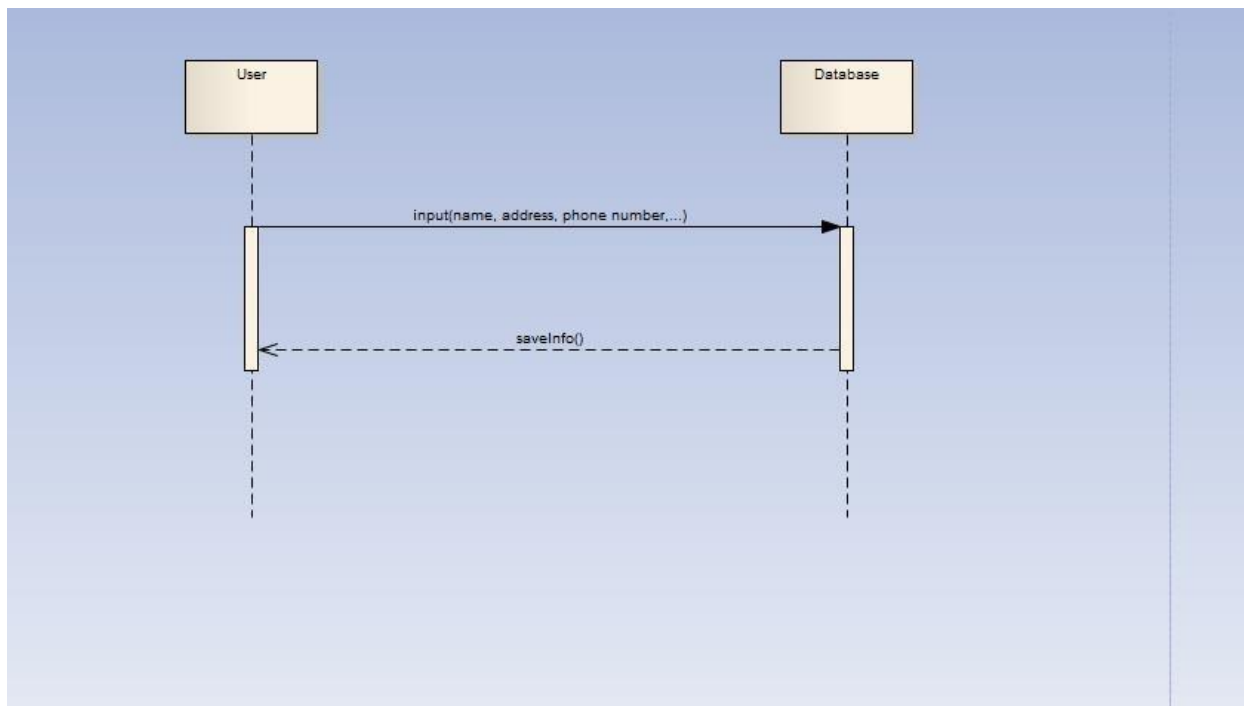 User
Database
input(name, address, phone number,...)
saveInfo()